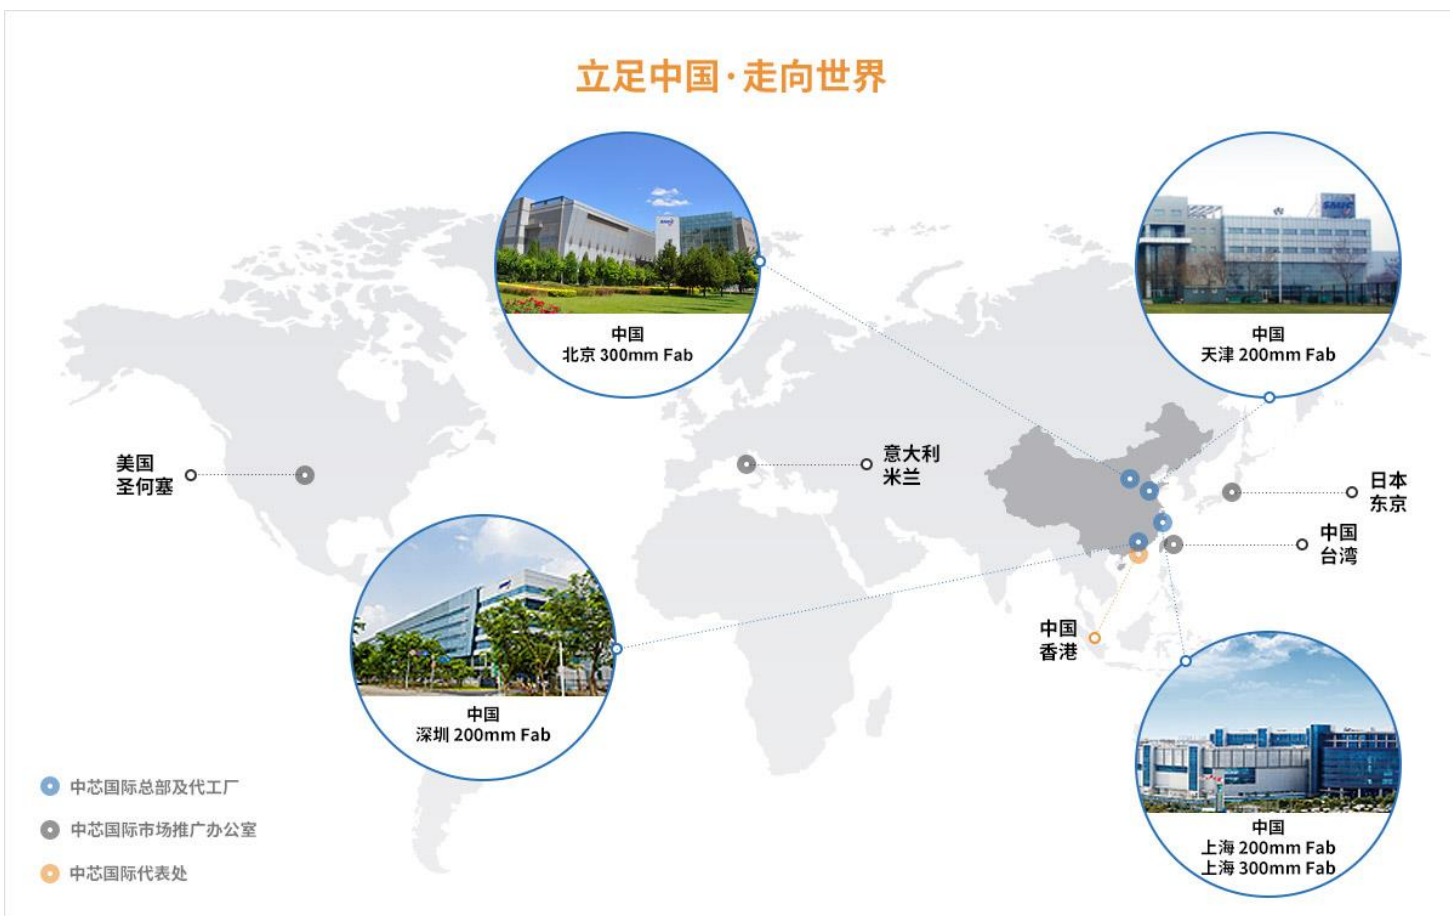 立足中国·走向世界
中国
北京 300mm Fab
中国
天津 200mm Fab
美国
圣何塞
意大利
米兰
日本
东京
中国
台湾
中国
香港
中国
深圳 200mm Fab
中国
上海 200mm Fab
上海 300mm Fab
中芯国际总部及代工厂
中芯国际市场推广办公室
中芯国际代表处
SMIC
SMIC